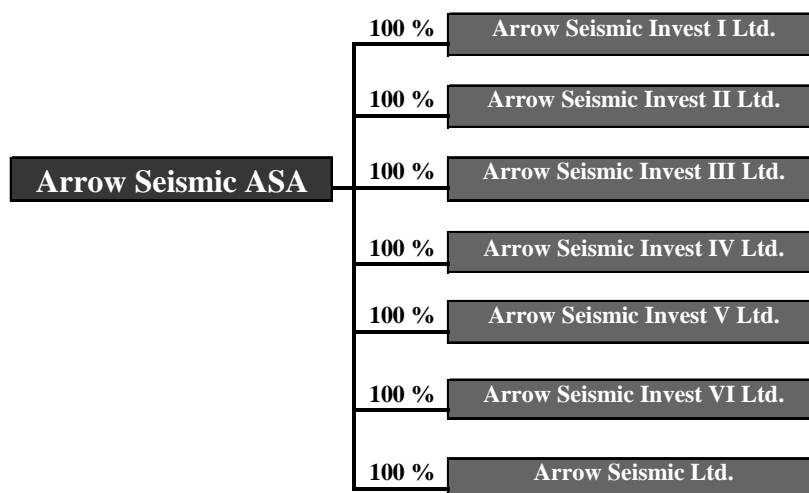 100 % Arrow Seismic Invest I Ltd.
100 % Arrow Seismic Invest II Ltd.
Arrow Seismic ASA
100 % Arrow Seismic Invest III Ltd.
100 % Arrow Seismic Invest IV Ltd.
100 % Arrow Seismic Invest V Ltd.
100 % Arrow Seismic Invest VI Ltd.
100 % Arrow Seismic Ltd.